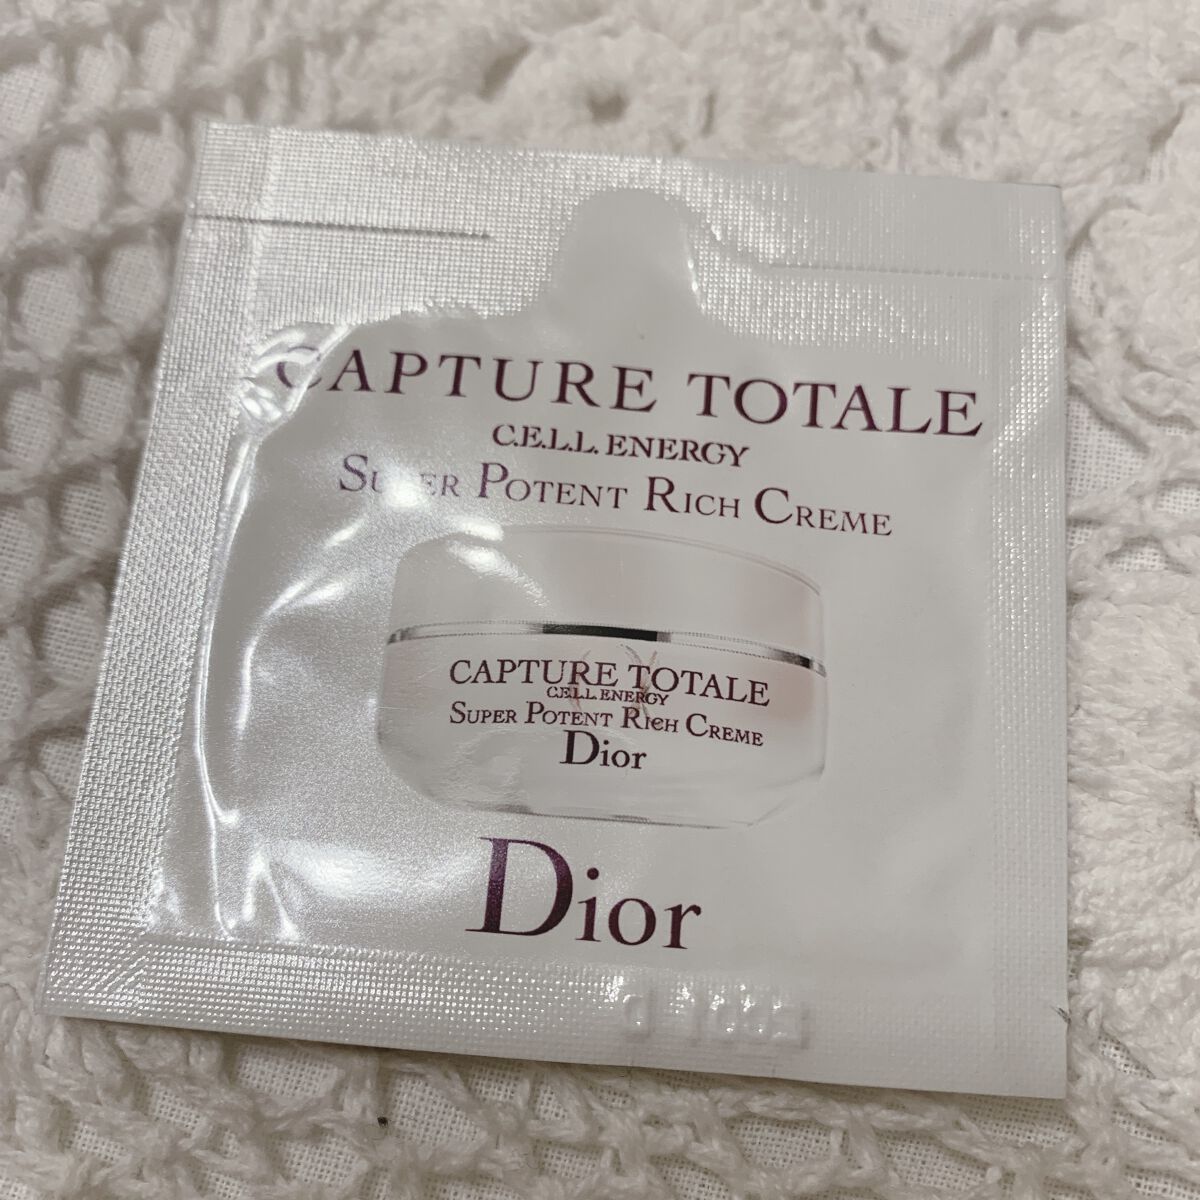 CAPTURE TOTALE
C.E.L.L. ENERGY
SUPER POTENT RICH CREME
CAPTURE TOTALE
C.E.L.L. ENERGY
SUPER POTENT RICH CREME
Dior
Dior